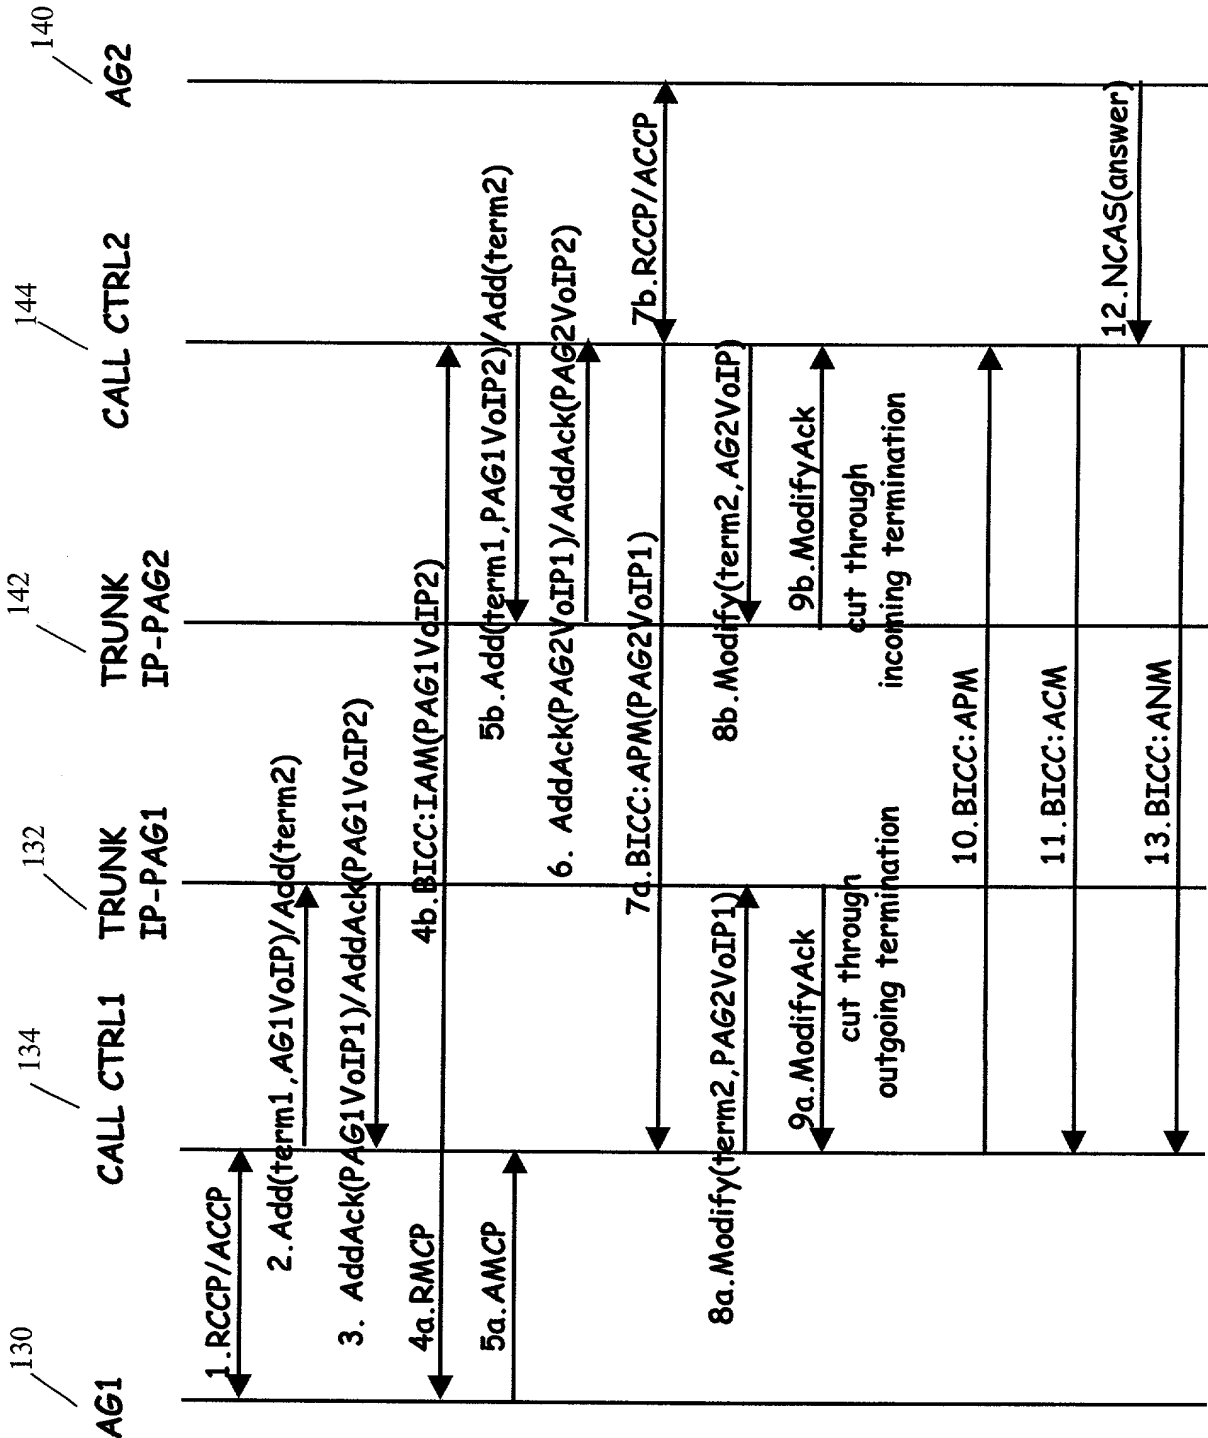 130
134
132
142
144
140
AG1
CALL CTRL1
TRUNK
IP-PAG1
TRUNK
IP-PAG2
CALL CTRL2
AG2
1.RCCP/ACCP
2.Add(term1,AG1VoIP)/Add(term2)
3. AddAck(PAG1VoIP1)/AddAck(PAG1VoIP2)
4a.RMCP
4b.BICC:IAM(PAG1VoIP2)
5a.AMCP
5b.Add(term1,PAG1VoIP2)/Add(term2)
6. AddAck(PAG2VoIP1)/AddAck(PAG2VoIP2)
7a.BICC:APM(PAG2VoIP1)
7b.RCCP/ACCP
8a.Modify(term2,PAG2VoIP1)
8b.Modify(term2,AG2VoIP)
9a.ModifyAck
9b.ModifyAck
cut through
outgoing termination
cut through
incoming termination
10.BICC:APM
11.BICC:ACM
12.NCAS(answer)
13.BICC:ANM